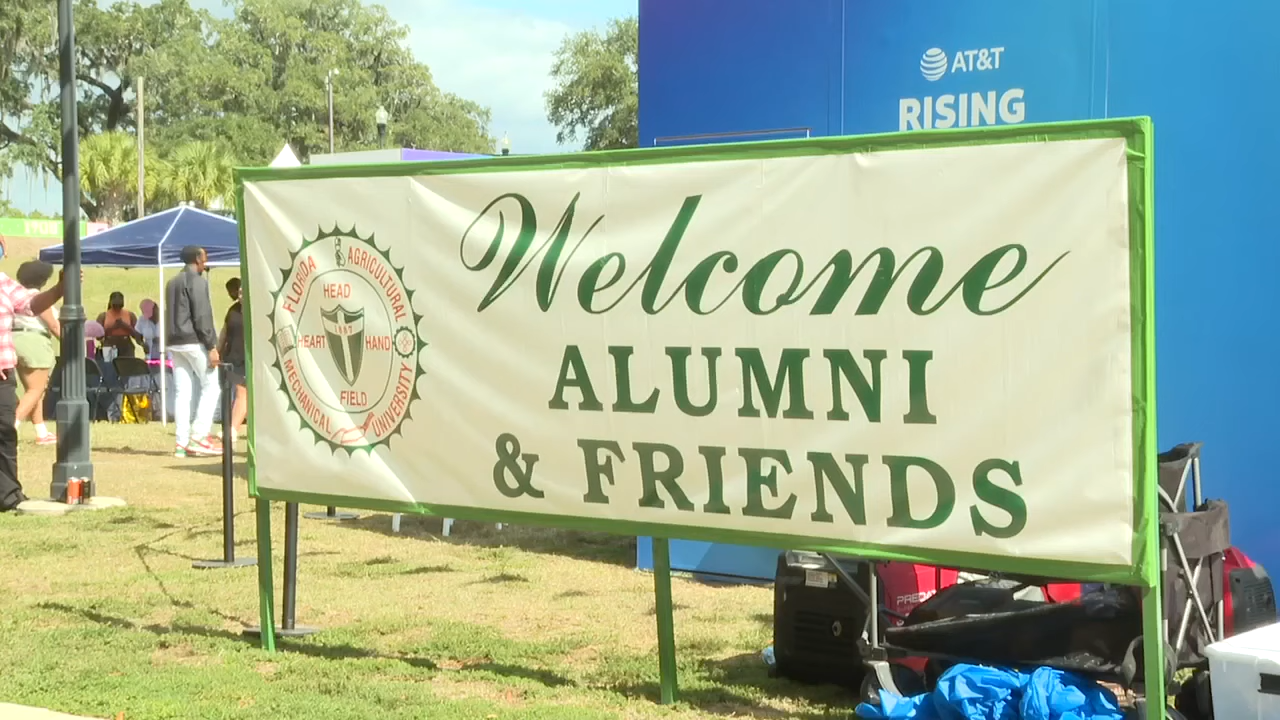 AT&T
RISING
Welcome
ALUMNI
& FRIENDS
FLORIDA AGRICULTURAL
MECHANICAL UNIVERSITY
HEAD
1887
HEART HAND
FIELD